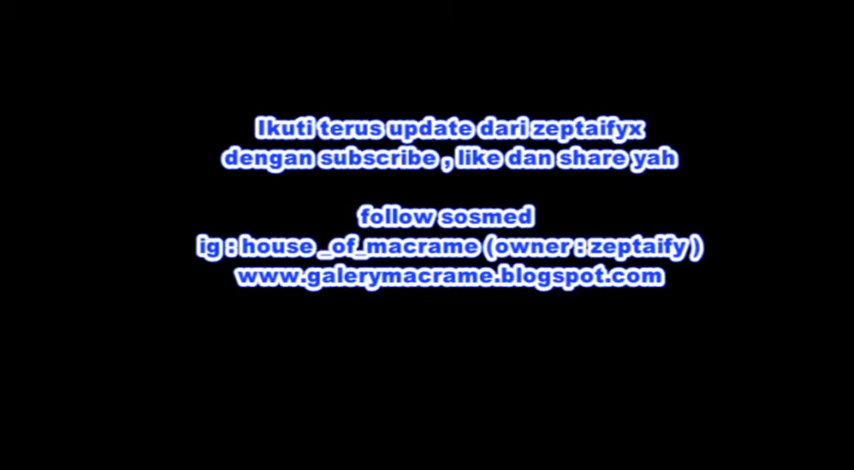 Ikuti terus update dari zeptaifyx
dengan subscribe , like dan share yah
follow sosmed
ig : house _of_macrame (owner : zeptaify )
www.galerymacrame.blogspot.com